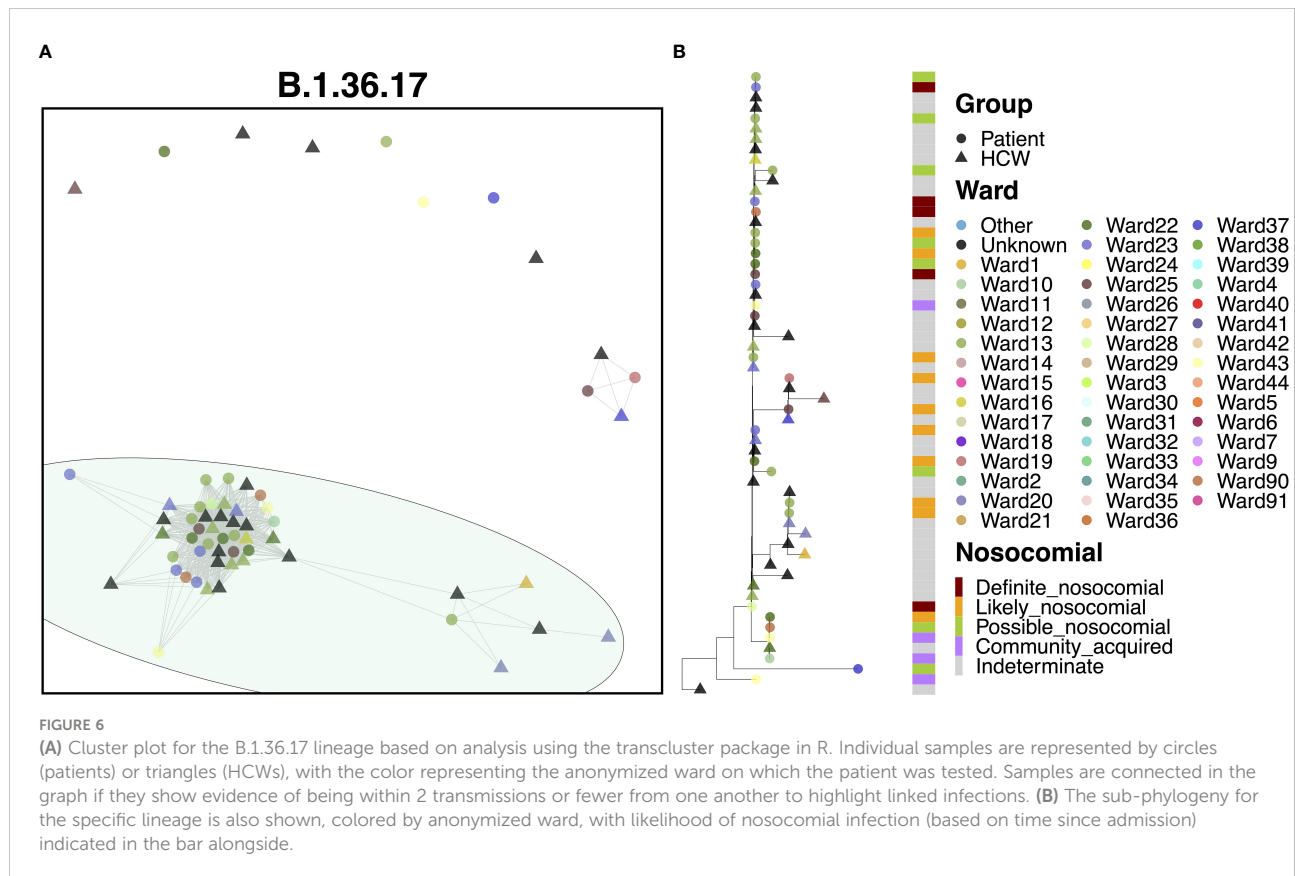 A
B
B.1.36.17
Group
Patient
HCW
Ward
Other
Unknown
Ward1
Ward10
Ward11
Ward12
Ward13
Ward14
Ward15
Ward16
Ward17
Ward18
Ward19
Ward2
Ward20
Ward21
Ward22
Ward23
Ward24
Ward25
Ward26
Ward27
Ward28
Ward29
Ward3
Ward30
Ward31
Ward32
Ward33
Ward34
Ward35
Ward36
Ward37
Ward38
Ward39
Ward4
Ward40
Ward41
Ward42
Ward43
Ward44
Ward5
Ward6
Ward7
Ward9
Ward90
Ward91
Nosocomial
Definite_nosocomial
Likely_nosocomial
Possible_nosocomial
Community_acquired
Indeterminate
FIGURE 6
(A) Cluster plot for the B.1.36.17 lineage based on analysis using the transcluster package in R. Individual samples are represented by circles
(patients) or triangles (HCWs), with the color representing the anonymized ward on which the patient was tested. Samples are connected in the
graph if they show evidence of being within 2 transmissions or fewer from one another to highlight linked infections. (B) The sub-phylogeny for
the specific lineage is also shown, colored by anonymized ward, with likelihood of nosocomial infection (based on time since admission)
indicated in the bar alongside.